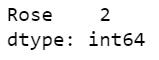 Rose    2
dtype: int64